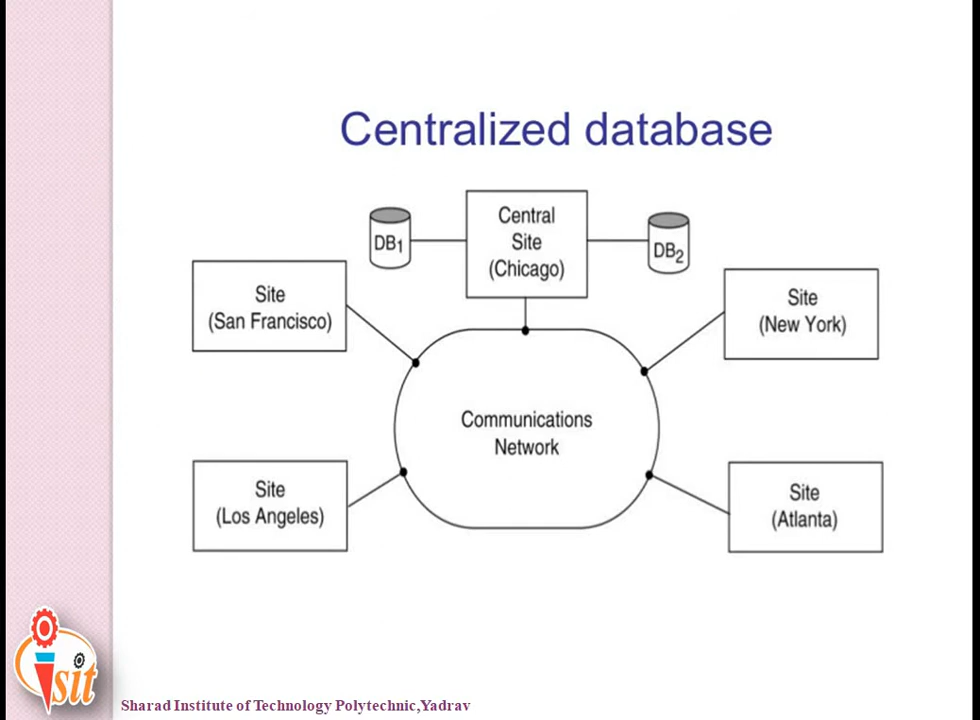 Centralized database
DB1
Central
Site
(Chicago)
DB2
Site
(San Francisco)
Site
(New York)
Communications
Network
Site
(Los Angeles)
Site
(Atlanta)
isit
Sharad Institute of Technology Polytechnic,Yadrav